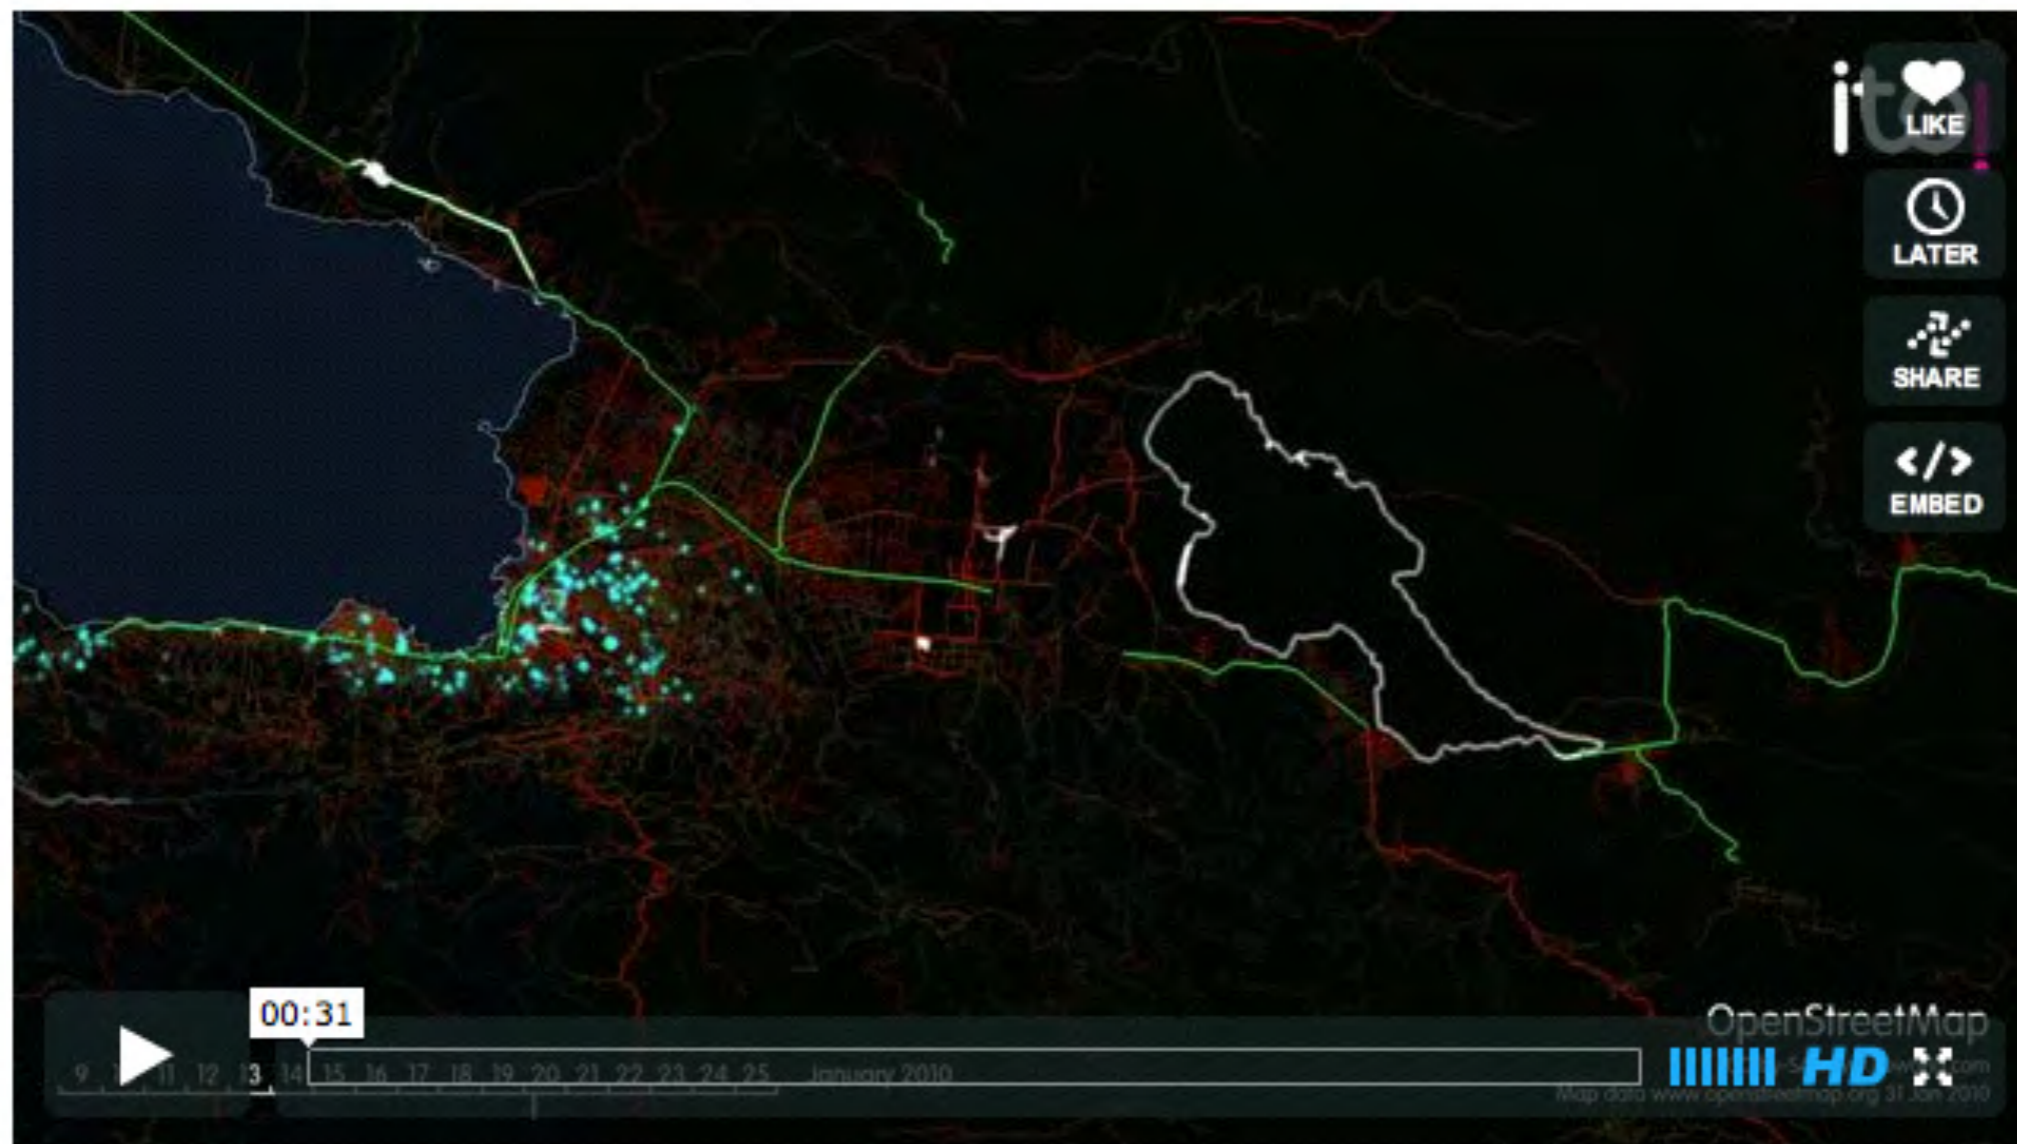 ito!
LIKE
LATER
SHARE
</>
EMBED
00:31
OpenStreetMap
9 11 12 13 14 15 16 17 18 19 20 21 22 23 24 25 January 2010
HD
Map data www.openstreetmap.org 31 Jan 2010